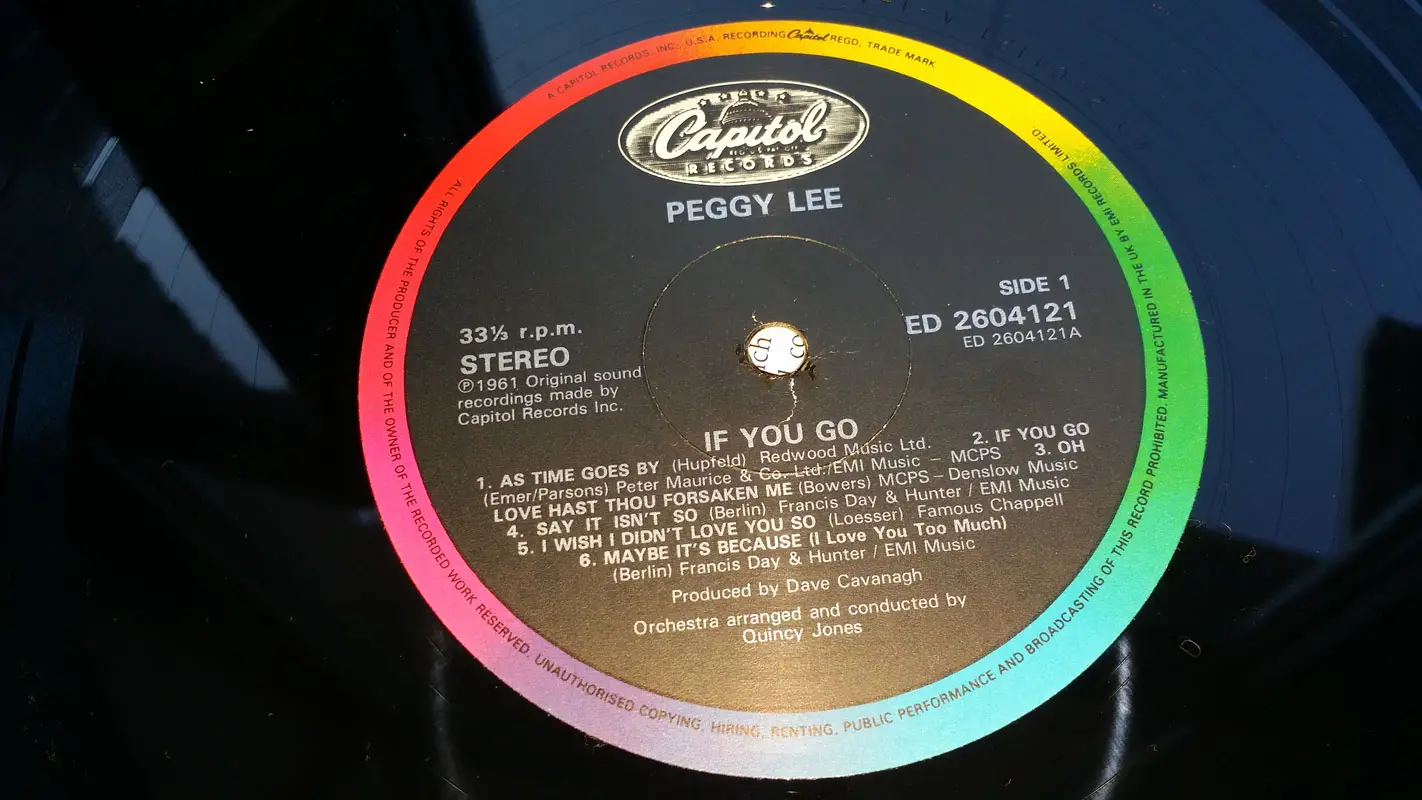 A CAPITOL RECORDS, INC., U.S.A. RECORDING Capitol REGD. TRADE MARK
Capitol
RECORDS
PEGGY LEE
SIDE 1
ED 2604121
ED 2604121A
33⅓ r.p.m.
STEREO
℗1961 Original sound
recordings made by
Capitol Records Inc.
ch
co
IF YOU GO
1. AS TIME GOES BY (Hupfeld) Redwood Music Ltd. 2. IF YOU GO
(Emer/Parsons) Peter Maurice & Co. Ltd./EMI Music – MCPS 3. OH
LOVE HAST THOU FORSAKEN ME (Bowers) MCPS – Denslow Music
4. SAY IT ISN'T SO (Berlin) Francis Day & Hunter / EMI Music
5. I WISH I DIDN'T LOVE YOU SO (Loesser) Famous Chappell
6. MAYBE IT'S BECAUSE (I Love You Too Much)
(Berlin) Francis Day & Hunter / EMI Music
Produced by Dave Cavanagh
Orchestra arranged and conducted by
Quincy Jones
ALL RIGHTS OF THE PRODUCER AND OF THE OWNER OF THE RECORDED WORK RESERVED. UNAUTHORISED COPYING, HIRING, RENTING, PUBLIC PERFORMANCE AND BROADCASTING OF THIS RECORD PROHIBITED. MANUFACTURED IN THE UK BY EMI RECORDS LIMITED